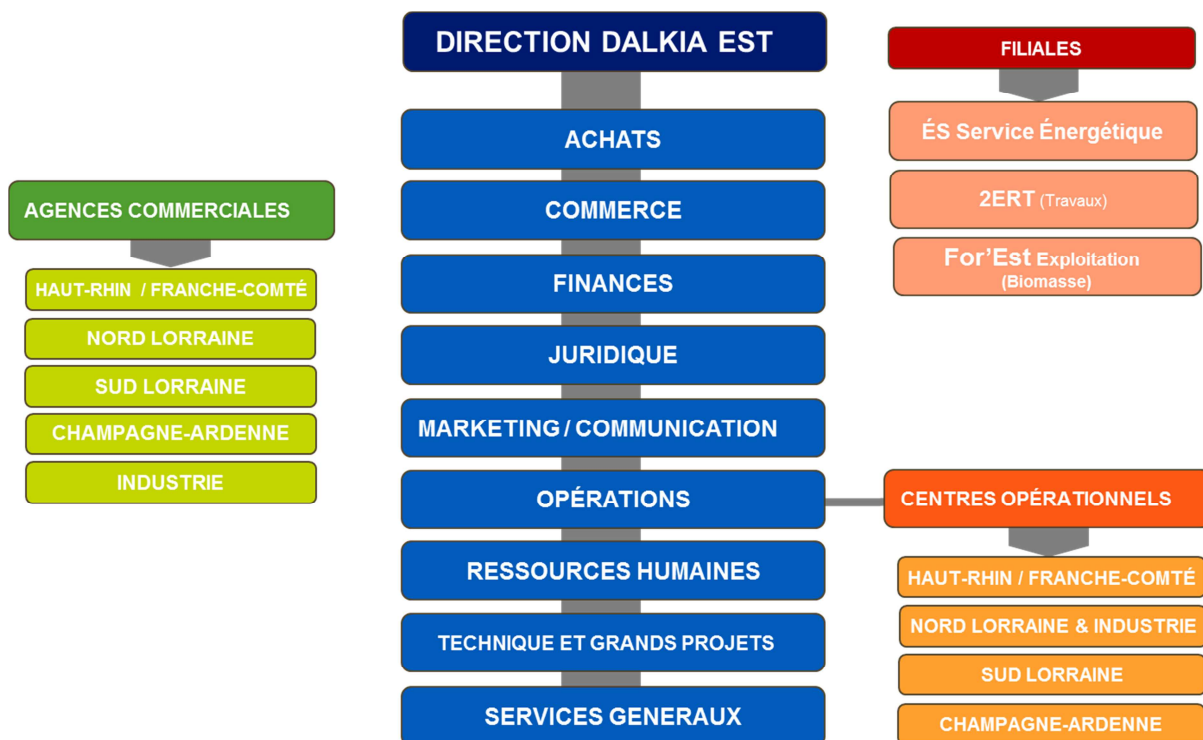 DIRECTION DALKIA EST
ACHATS
COMMERCE
FINANCES
JURIDIQUE
MARKETING / COMMUNICATION
OPÉRATIONS
RESSOURCES HUMAINES
TECHNIQUE ET GRANDS PROJETS
SERVICES GENERAUX
AGENCES COMMERCIALES
HAUT-RHIN / FRANCHE-COMTÉ
NORD LORRAINE
SUD LORRAINE
CHAMPAGNE-ARDENNE
INDUSTRIE
FILIALES
ÉS Service Énergétique
2ERT (Travaux)
For'Est Exploitation
(Biomasse)
CENTRES OPÉRATIONNELS
HAUT-RHIN / FRANCHE-COMTÉ
NORD LORRAINE & INDUSTRIE
SUD LORRAINE
CHAMPAGNE-ARDENNE